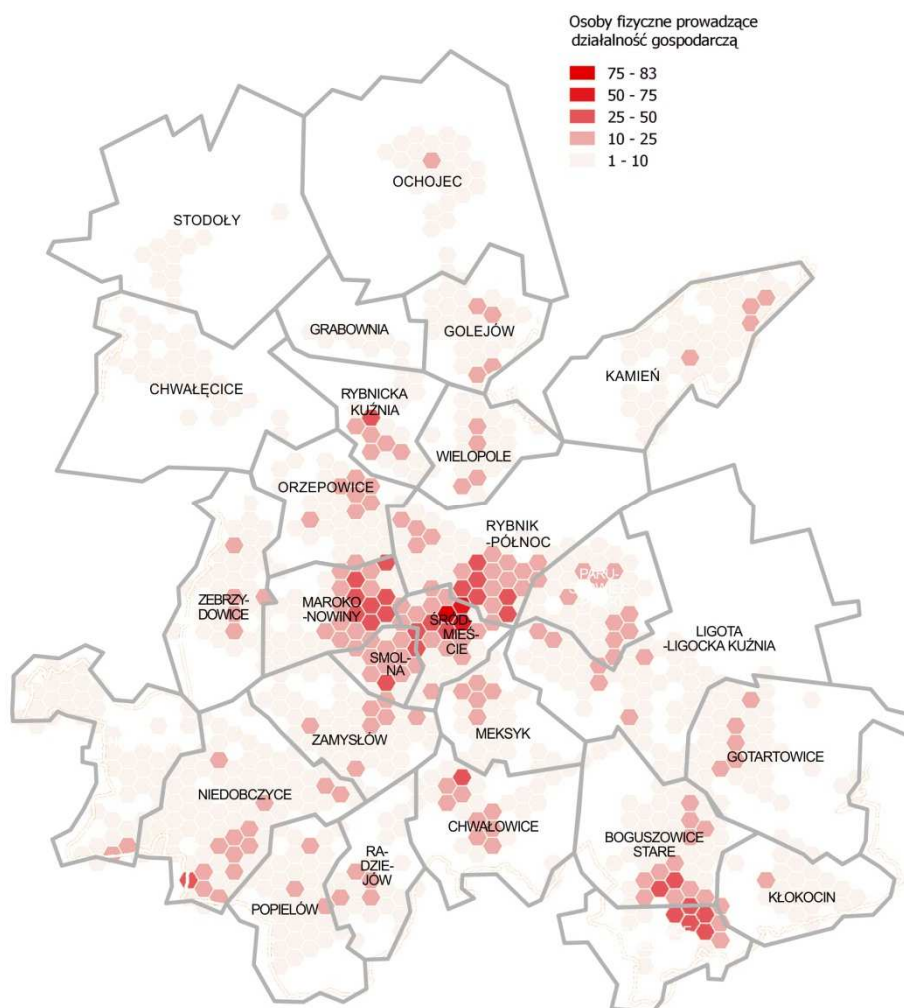 Osoby fizyczne prowadzące
działalność gospodarczą
75 - 83
50 - 75
25 - 50
10 - 25
1 - 10
OCHOJEC
STODOŁY
GRABOWNIA
GOLEJÓW
KAMIEŃ
CHWAŁĘCICE
RYBNICKA
KUŹNIA
WIELOPOLE
ORZEPOWICE
RYBNIK
-PÓŁNOC
PARU-
ZEBRZY-
DOWICE
MAROKO
-NOWINY
ŚRÓD-
MIEŚ-
CIE
LIGOTA
-LIGOCKA KUŹNIA
SMOL-
NA
ZAMYSŁÓW
MEKSYK
GOTARTOWICE
NIEDOBCZYCE
CHWAŁOWICE
BOGUSZOWICE
STARE
RA-
DZIE-
JÓW
POPIELÓW
KŁOKOCIN